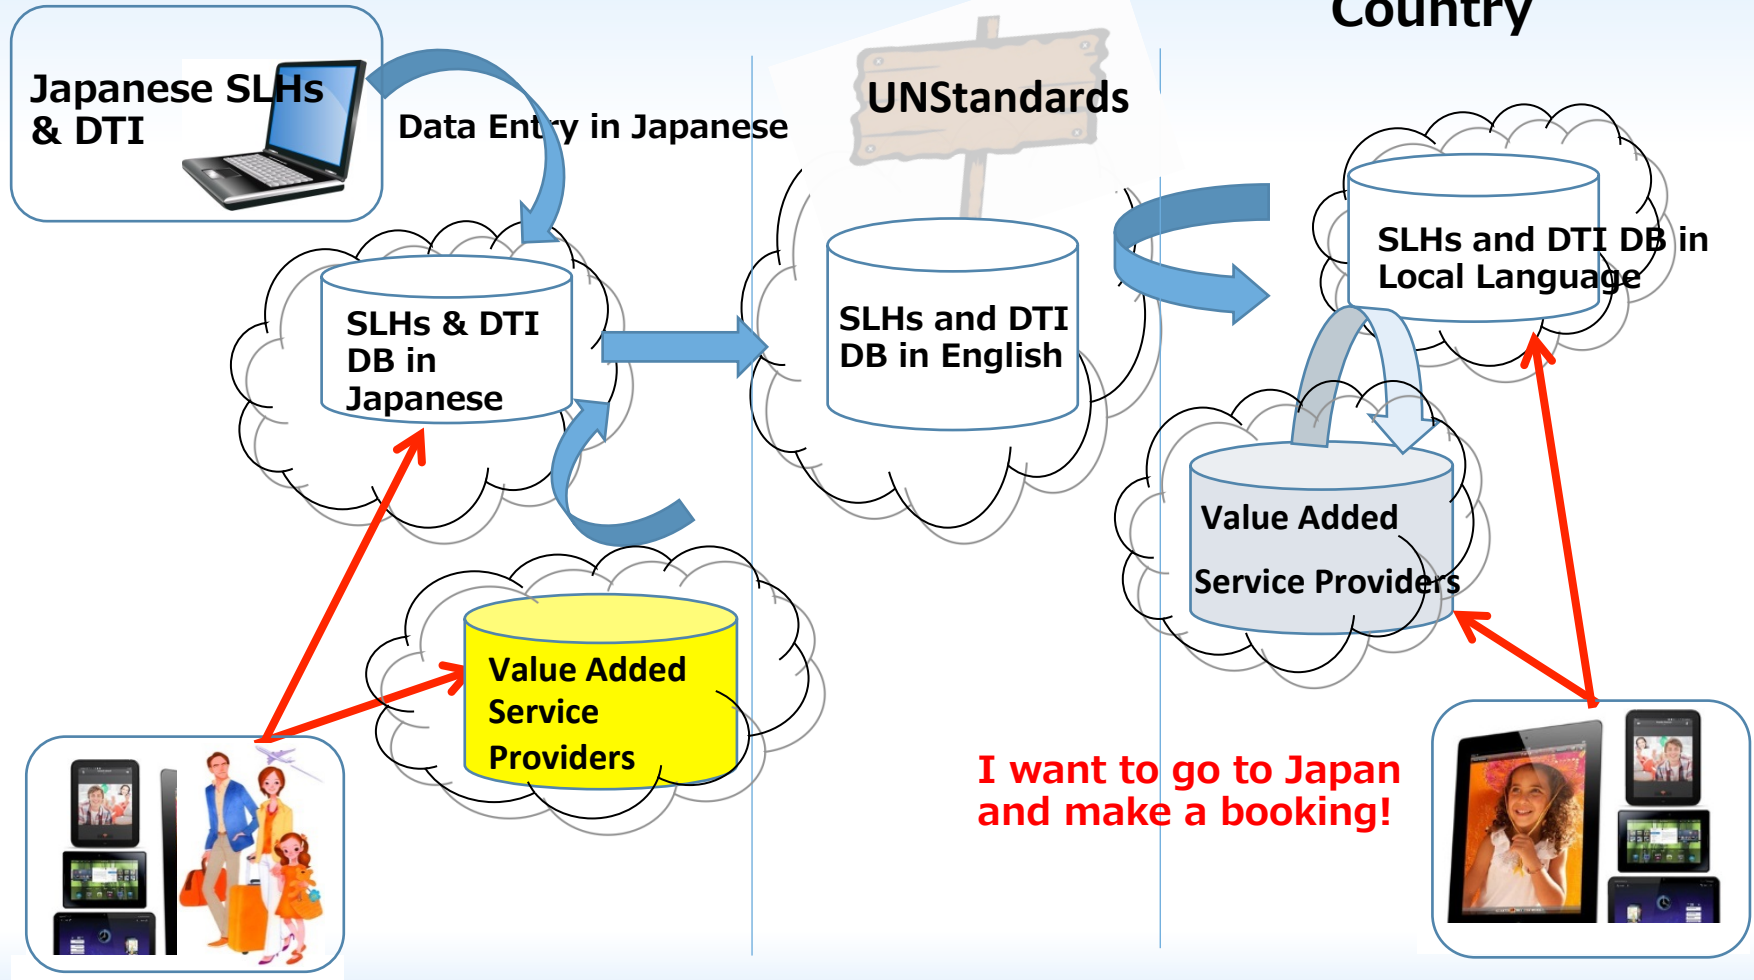 Country
Japanese SLHs
& DTI
Data Entry in Japanese
UNStandards
SLHs and DTI DB in
Local Language
SLHs & DTI
DB in
Japanese
SLHs and DTI
DB in English
Value Added
Service Providers
Value Added
Service
Providers
I want to go to Japan
and make a booking!